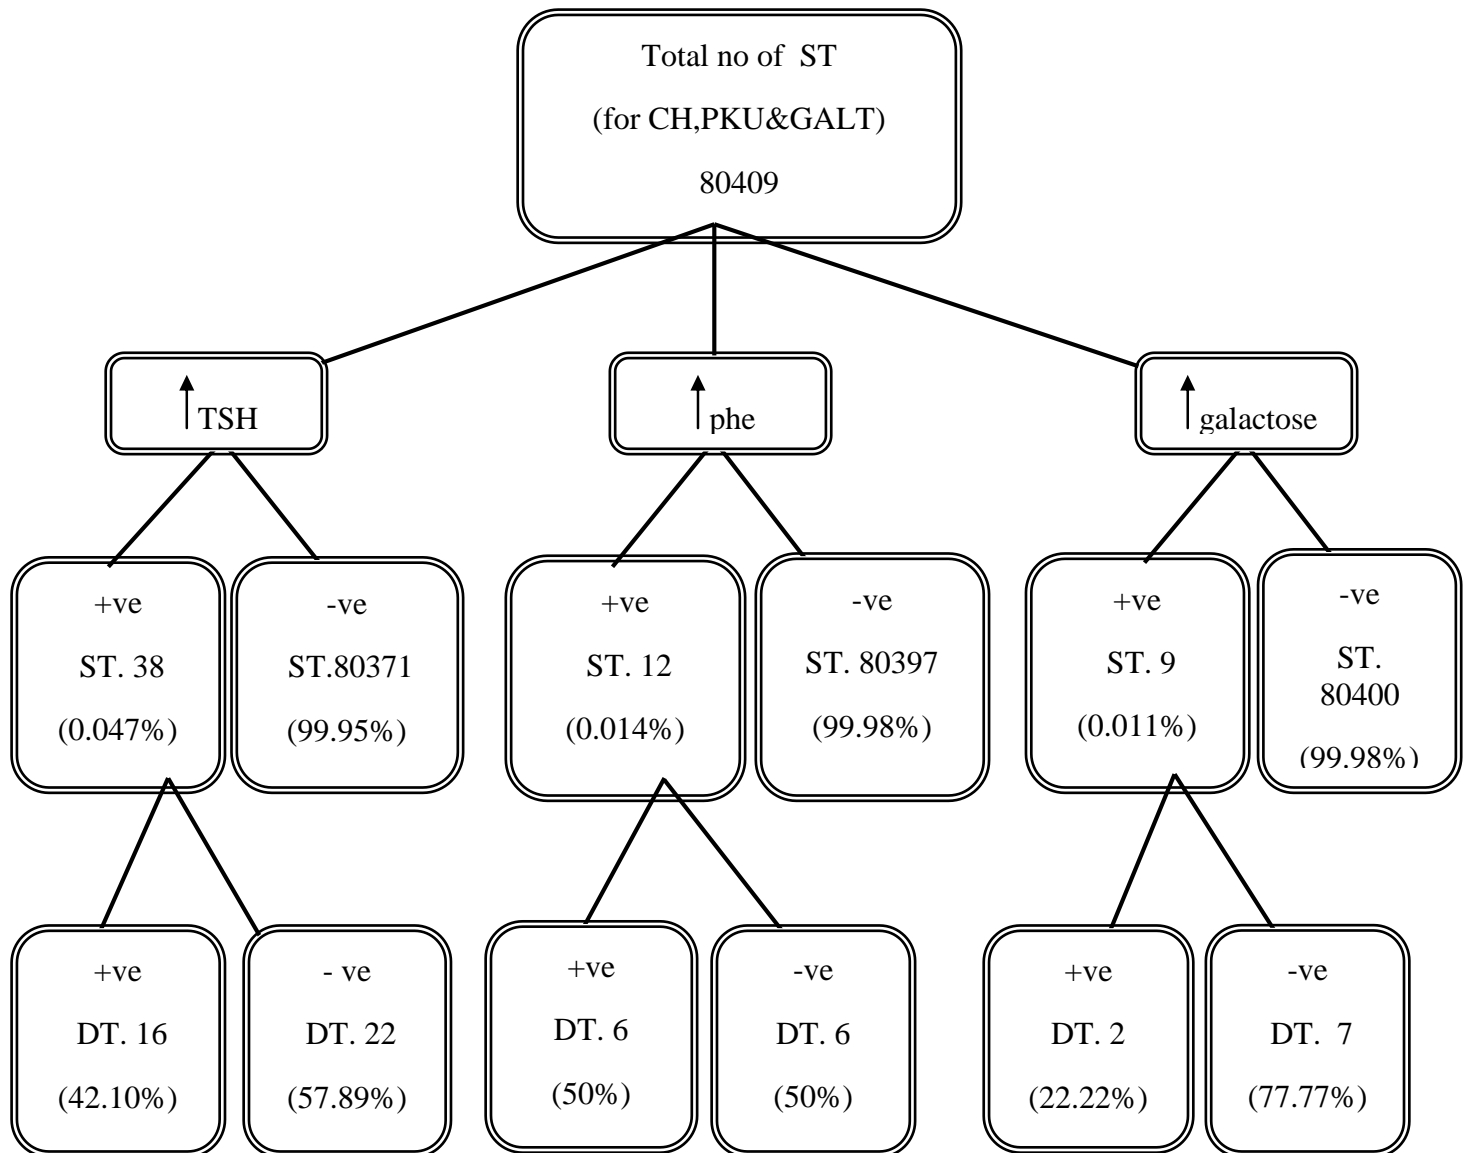 Total no of  ST
(for CH,PKU&GALT)
80409
TSH
phe
galactose
+ve
ST. 38
(0.047%)
-ve
ST.80371
(99.95%)
+ve
ST. 12
(0.014%)
-ve
ST. 80397
(99.98%)
+ve
ST. 9
(0.011%)
-ve
ST.
80400
(99.98%)
+ve
DT. 16
(42.10%)
- ve
DT. 22
(57.89%)
+ve
DT. 6
(50%)
-ve
DT. 6
(50%)
+ve
DT. 2
(22.22%)
-ve
DT.  7
(77.77%)